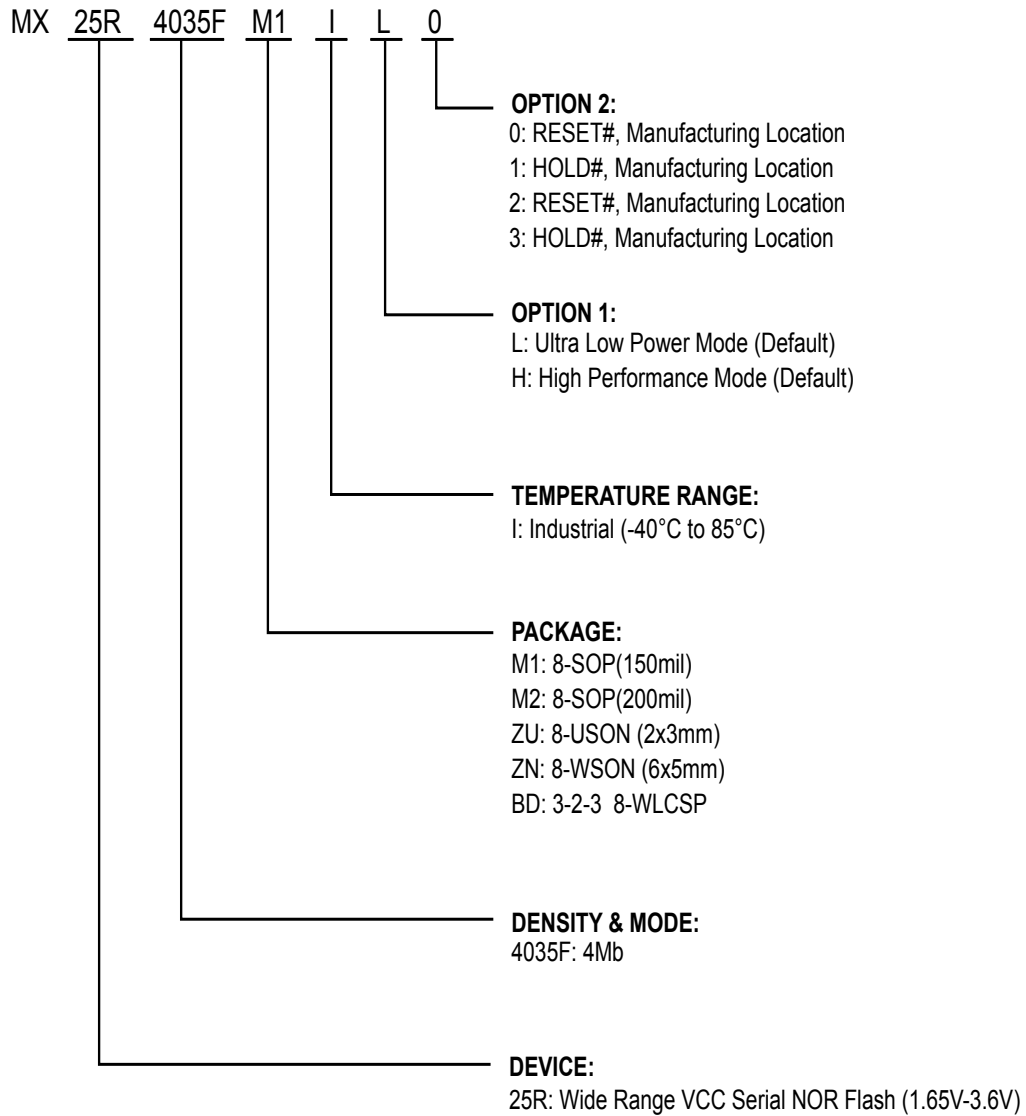 MX 25R 4035F M1 I L 0
OPTION 2:
0: RESET#, Manufacturing Location
1: HOLD#, Manufacturing Location
2: RESET#, Manufacturing Location
3: HOLD#, Manufacturing Location
OPTION 1:
L: Ultra Low Power Mode (Default)
H: High Performance Mode (Default)
TEMPERATURE RANGE:
I: Industrial (-40°C to 85°C)
PACKAGE:
M1: 8-SOP(150mil)
M2: 8-SOP(200mil)
ZU: 8-USON (2x3mm)
ZN: 8-WSON (6x5mm)
BD: 3-2-3 8-WLCSP
DENSITY & MODE:
4035F: 4Mb
DEVICE:
25R: Wide Range VCC Serial NOR Flash (1.65V-3.6V)